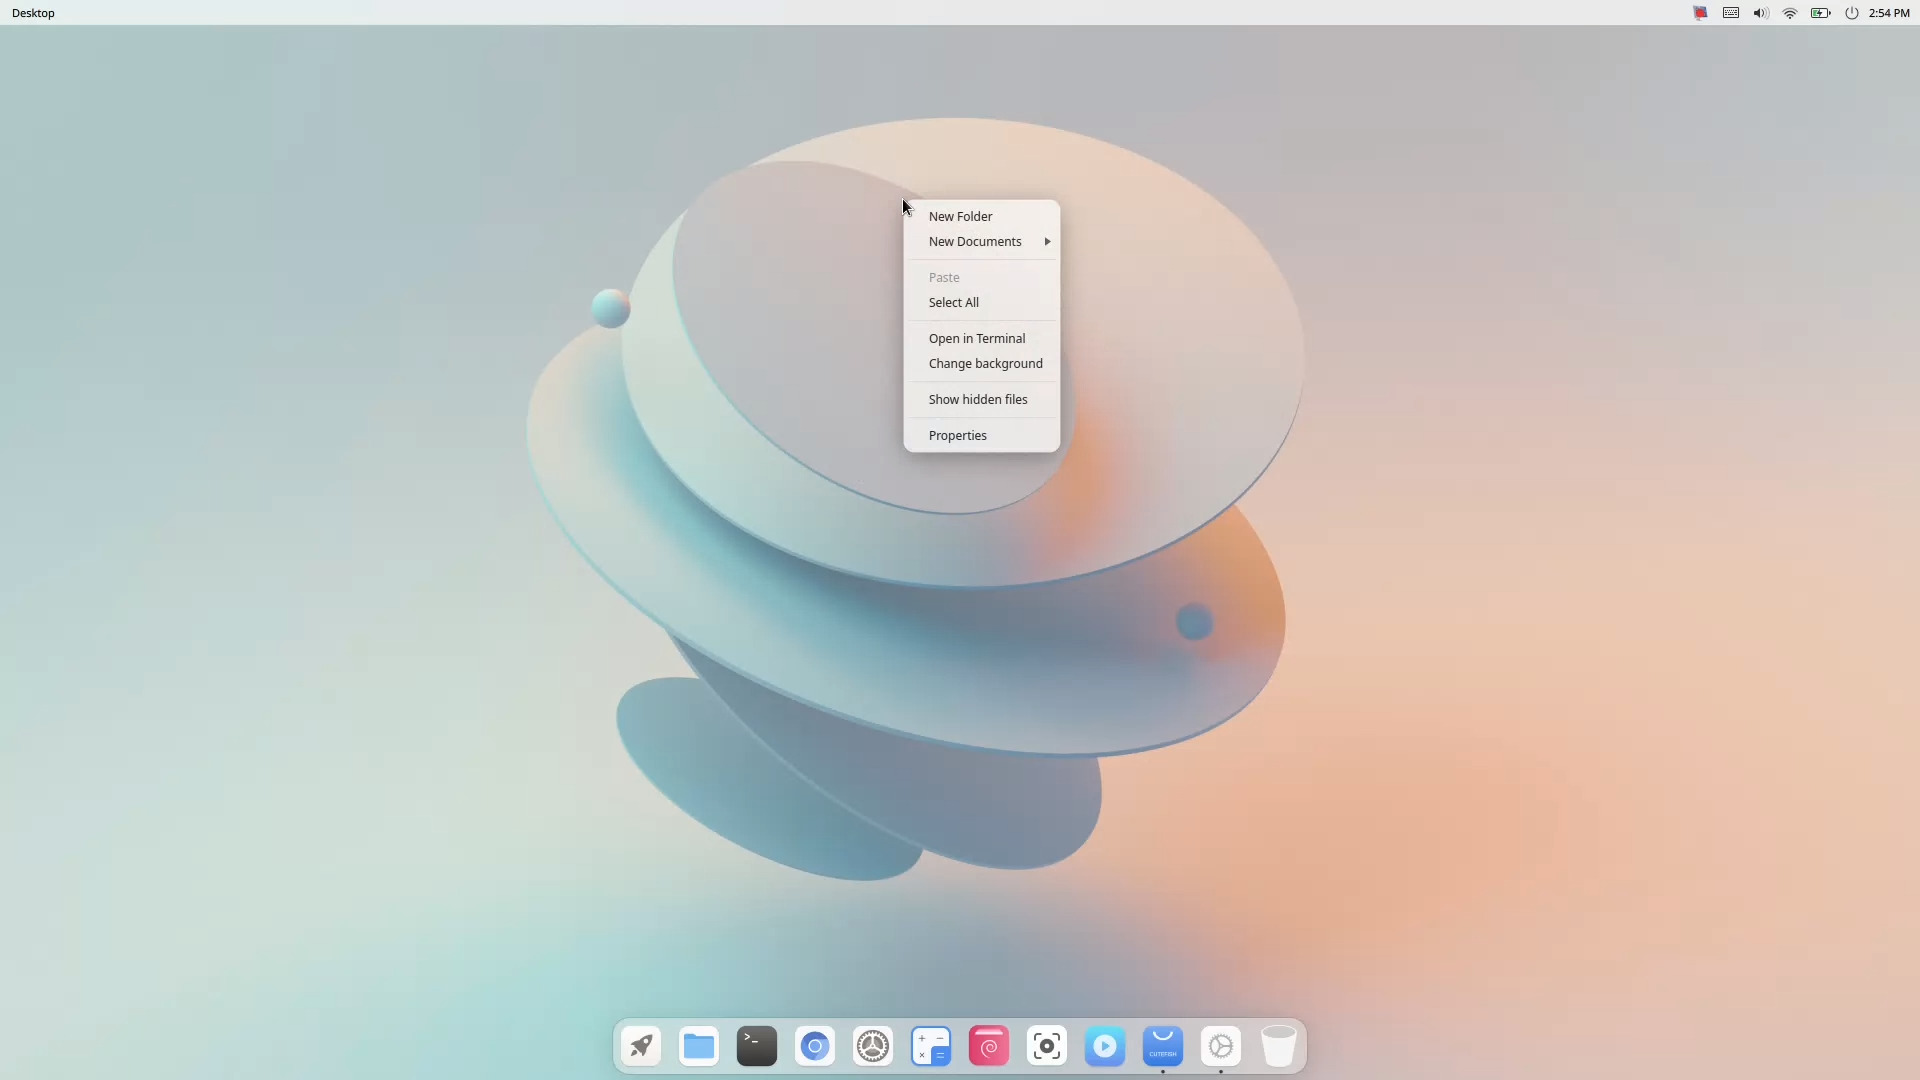 Desktop
2:54 PM
New Folder
New Documents
Paste
Select All
Open in Terminal
Change background
Show hidden files
Properties
>_
CUTEFISH